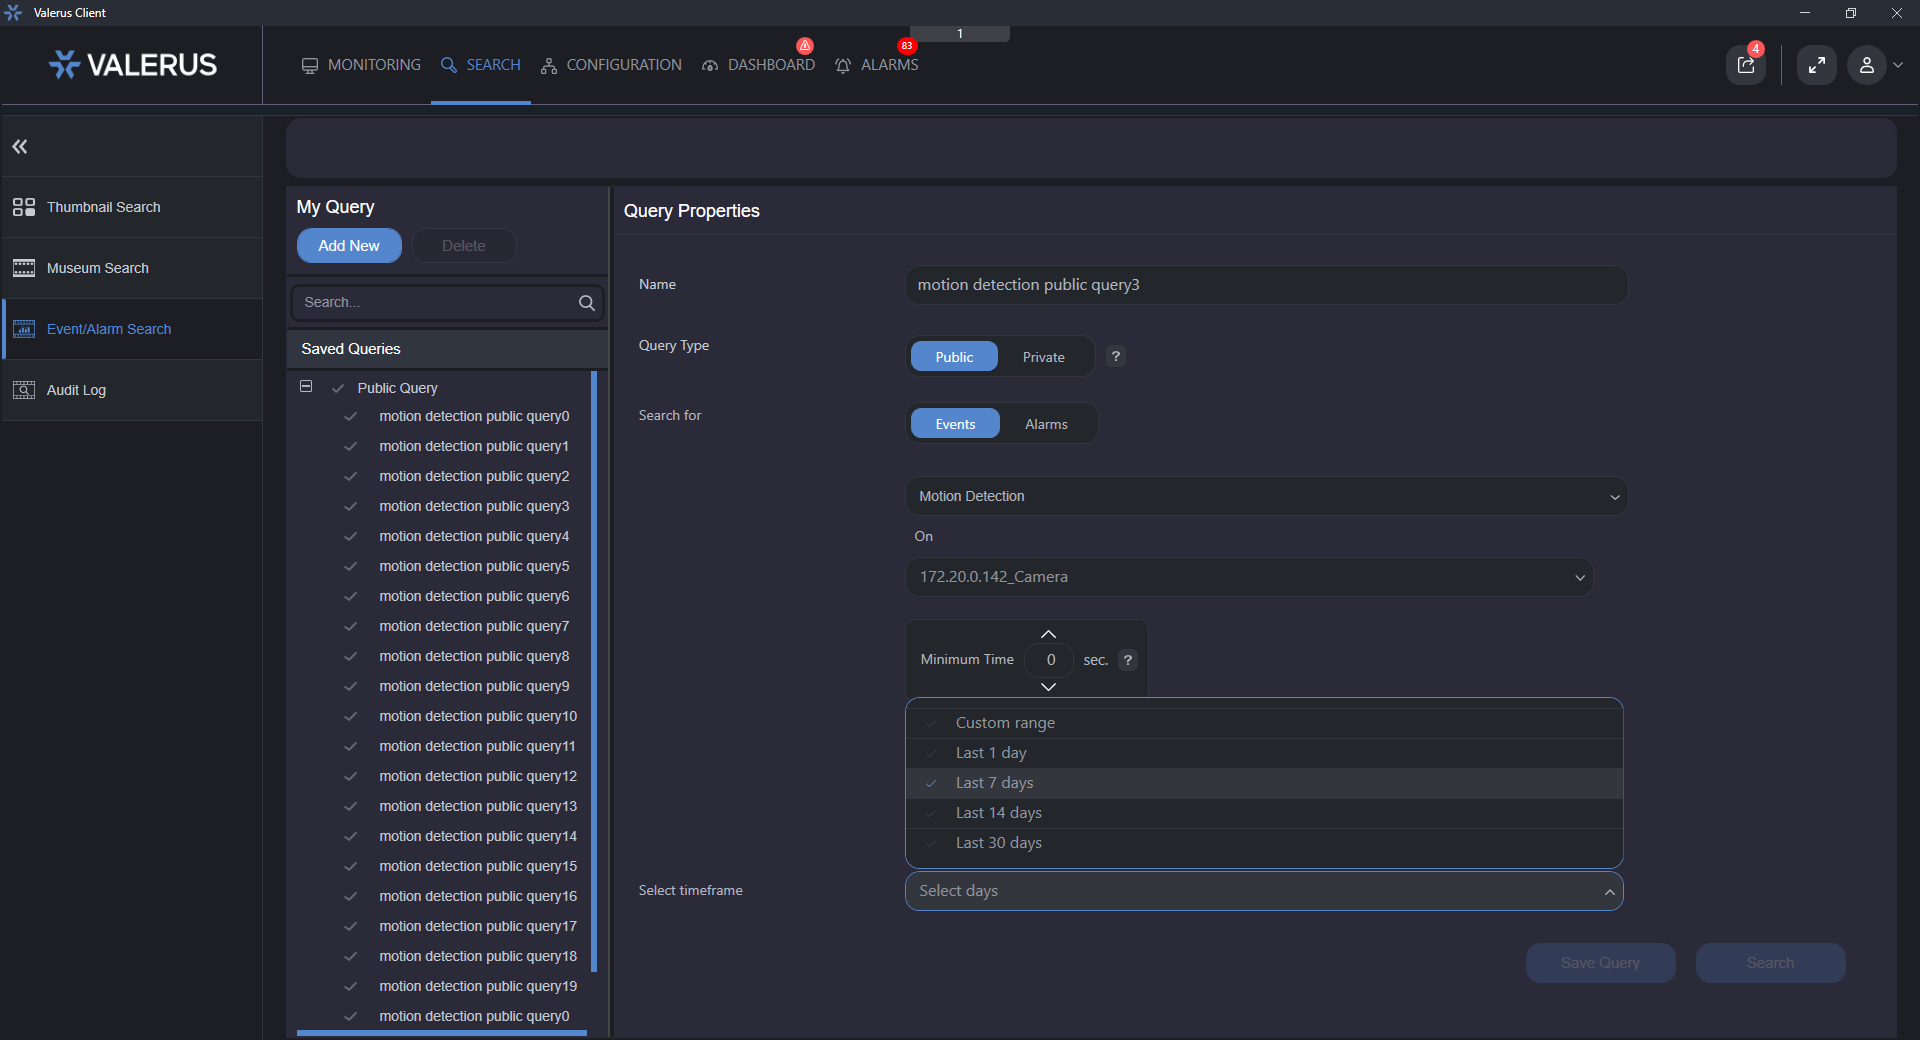 Valerus Client
1
VALERUS
MONITORING
SEARCH
CONFIGURATION
DASHBOARD
83
ALARMS
4
Thumbnail Search
Museum Search
Event/Alarm Search
Audit Log
My Query
Add New
Delete
Search...
Saved Queries
Public Query
motion detection public query0
motion detection public query1
motion detection public query2
motion detection public query3
motion detection public query4
motion detection public query5
motion detection public query6
motion detection public query7
motion detection public query8
motion detection public query9
motion detection public query10
motion detection public query11
motion detection public query12
motion detection public query13
motion detection public query14
motion detection public query15
motion detection public query16
motion detection public query17
motion detection public query18
motion detection public query19
motion detection public query0
Query Properties
Name
motion detection public query3
Query Type
Public
Private
?
Search for
Events
Alarms
Motion Detection
On
172.20.0.142_Camera
Minimum Time 0 sec. ?
Custom range
Last 1 day
Last 7 days
Last 14 days
Last 30 days
Select timeframe
Select days
Save Query
Search